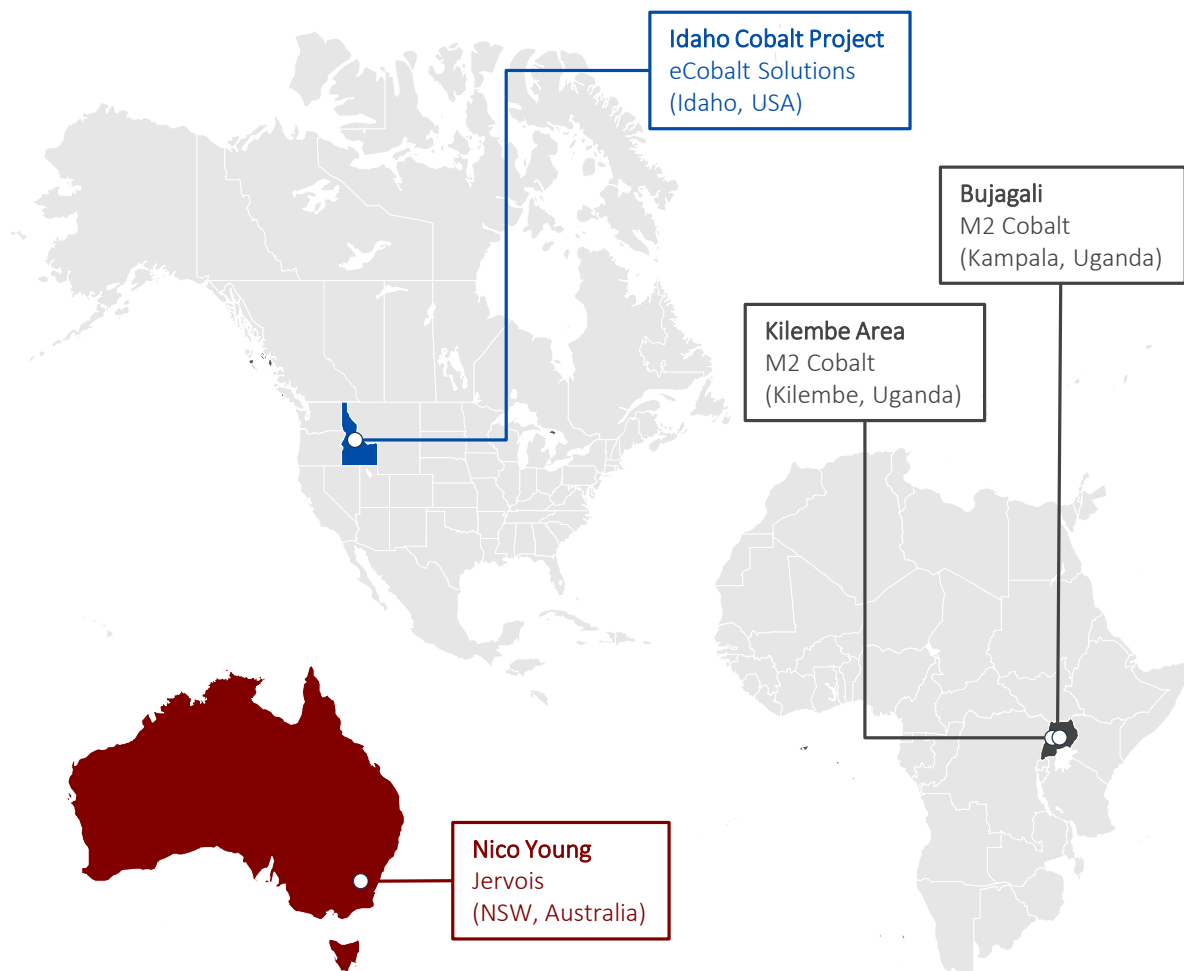 Idaho Cobalt Project
eCobalt Solutions
(Idaho, USA)
Bujagali
M2 Cobalt
(Kampala, Uganda)
Kilembe Area
M2 Cobalt
(Kilembe, Uganda)
Nico Young
Jervois
(NSW, Australia)